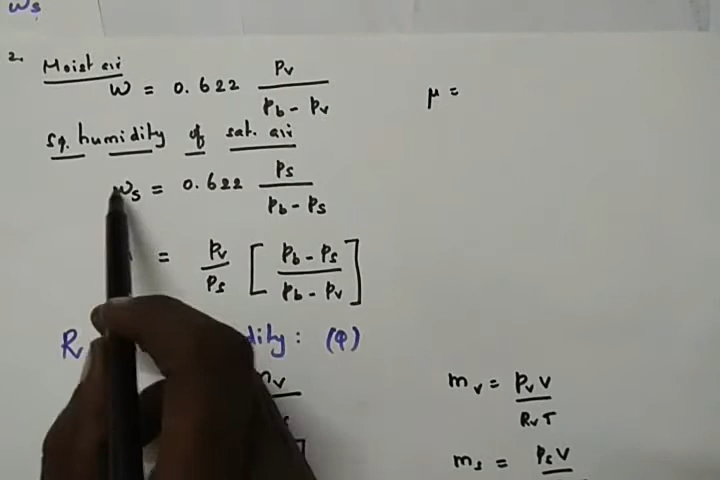 ws
2. Moist air
w = 0.622 pv / (pb - pv)
μ =
sp. humidity of sat. air
ws = 0.622 ps / (pb - ps)
= pv / ps [ (pb - ps) / (pb - pv) ]
dity : (φ)
mv = pv V / Rv T
ms = ps V